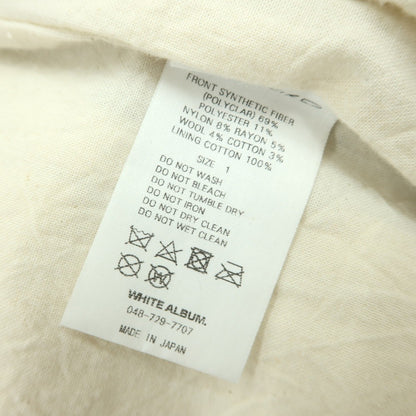 FRONT SYNTHETIC FIBER
(POLYCLAR) 69%
POLYESTER 11%
NYLON 8% RAYON 5%
WOOL 4% COTTON 3%
LINING COTTON 100%
SIZE 1
DO NOT WASH
DO NOT BLEACH
DO NOT TUMBLE DRY
DO NOT IRON
DO NOT DRY CLEAN
DO NOT WET CLEAN
WHITE ALBUM.
048-729-7707
MADE IN JAPAN